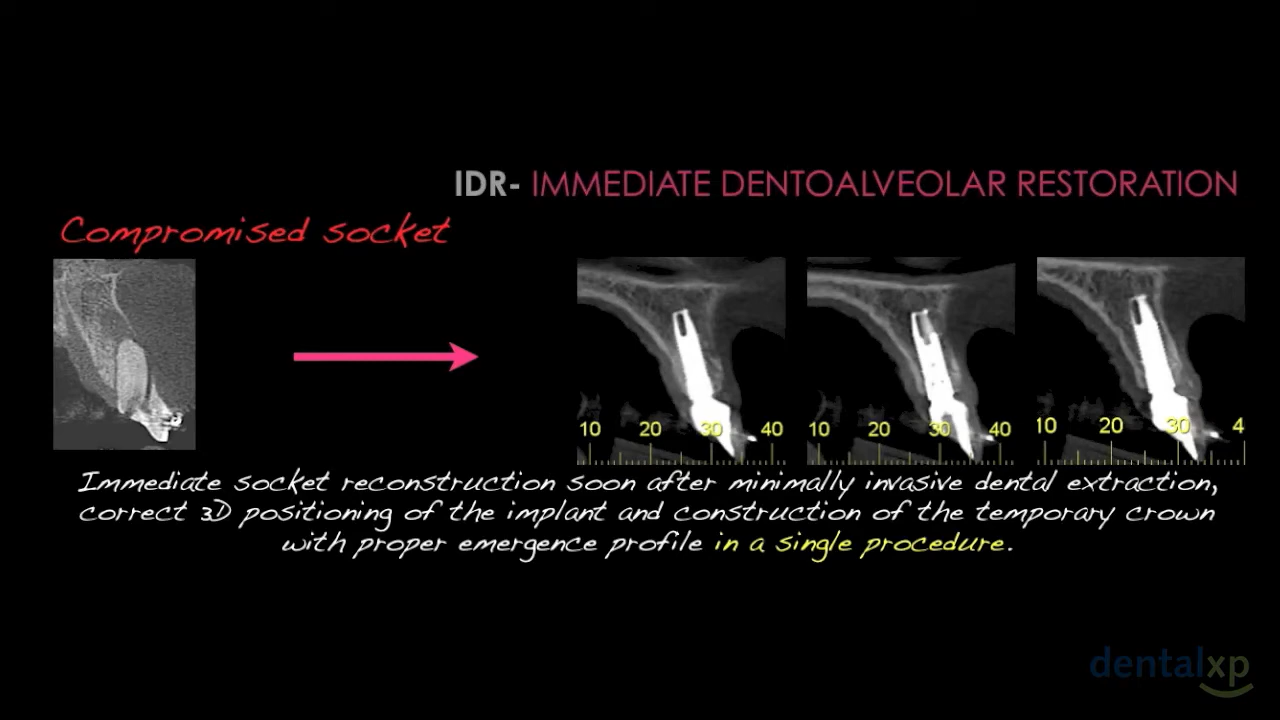 IDR- IMMEDIATE DENTOALVEOLAR RESTORATION
Compromised socket
10 20 30 40
10 20 30 40
10 20 30 4
Immediate socket reconstruction soon after minimally invasive dental extraction,
correct 3D positioning of the implant and construction of the temporary crown
with proper emergence profile in a single procedure.
dentalxp